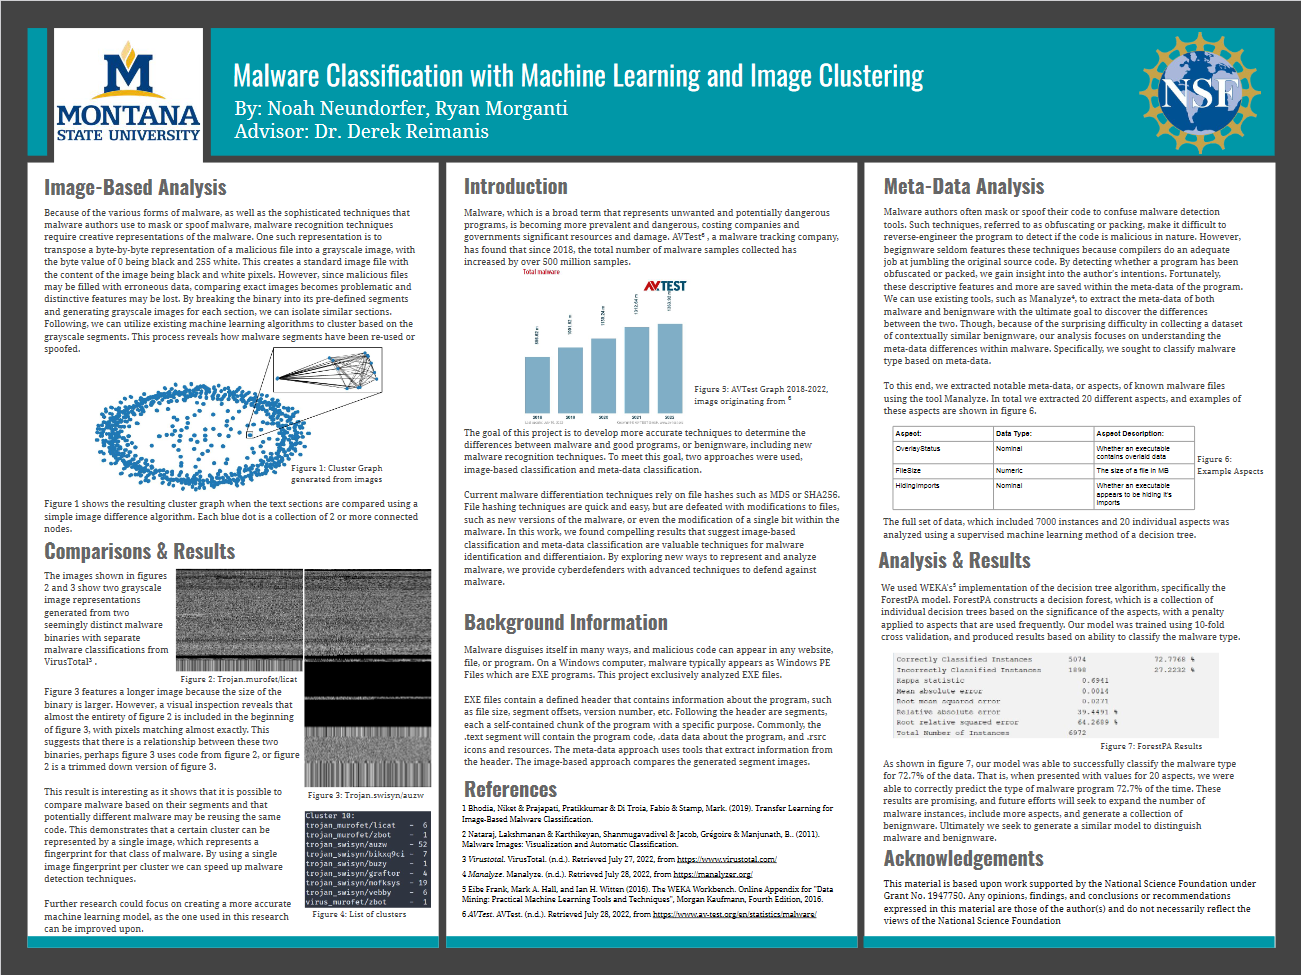 M
MONTANA
STATE UNIVERSITY
Malware Classification with Machine Learning and Image Clustering
By: Noah Neundorfer, Ryan Morganti
Advisor: Dr. Derek Reimanis
NSF
Image-Based Analysis
Because of the various forms of malware, as well as the sophisticated techniques that
malware authors use to mask or spoof malware, malware recognition techniques
require creative representations of the malware. One such representation is to
transpose a byte-by-byte representation of a malicious file into a grayscale image, with
the byte value of 0 being black and 255 white. This creates a standard image file with
the content of the image being black and white pixels. However, since malicious files
may be filled with erroneous data, comparing exact images becomes problematic and
distinctive features may be lost. By breaking the binary into its pre-defined segments
and generating grayscale images for each section, we can isolate similar sections.
Following, we can utilize existing machine learning algorithms to cluster based on the
grayscale segments. This process reveals how malware segments have been re-used or
spoofed.
Figure 1: Cluster Graph
generated from images
Figure 1 shows the resulting cluster graph when the text sections are compared using a
simple image difference algorithm. Each blue dot is a collection of 2 or more connected
nodes.
Comparisons & Results
The images shown in figures
2 and 3 show two grayscale
image representations
generated from two
seemingly distinct malware
binaries with separate
malware classifications from
VirusTotal³ .
Figure 2: Trojan.murofet/licat
Figure 3 features a longer image because the size of the
binary is larger. However, a visual inspection reveals that
almost the entirety of figure 2 is included in the beginning
of figure 3, with pixels matching almost exactly. This
suggests that there is a relationship between these two
binaries, perhaps figure 3 uses code from figure 2, or figure
2 is a trimmed down version of figure 3.
Figure 3: Trojan.swisyn/auzw
This result is interesting as it shows that it is possible to
compare malware based on their segments and that
potentially different malware may be reusing the same
code. This demonstrates that a certain cluster can be
represented by a single image, which represents a
fingerprint for that class of malware. By using a single
image fingerprint per cluster we can speed up malware
detection techniques.
Further research could focus on creating a more accurate
machine learning model, as the one used in this research
can be improved upon.
Cluster 10:
trojan_murofet/licat - 6
trojan_murofet/zbot - 1
trojan_swisyn/auzw - 52
trojan_swisyn/bikxq9ci - 7
trojan_swisyn/buzy - 1
trojan_swisyn/graftor - 4
trojan_swisyn/mofksys - 19
trojan_swisyn/vebby - 6
virus_murofet/zbot - 1
Figure 4: List of clusters
Introduction
Malware, which is a broad term that represents unwanted and potentially dangerous
programs, is becoming more prevalent and dangerous, costing companies and
governments significant resources and damage. AVTest⁶ , a malware tracking company,
has found that since 2018, the total number of malware samples collected has
increased by over 500 million samples.
Total malware
AVTEST
2018 2019 2020 2021 2022
Figure 5: AVTest Graph 2018-2022,
image originating from ⁶
The goal of this project is to develop more accurate techniques to determine the
differences between malware and good programs, or benignware, including new
malware recognition techniques. To meet this goal, two approaches were used,
image-based classification and meta-data classification.
Current malware differentiation techniques rely on file hashes such as MD5 or SHA256.
File hashing techniques are quick and easy, but are defeated with modifications to files,
such as new versions of the malware, or even the modification of a single bit within the
malware. In this work, we found compelling results that suggest image-based
classification and meta-data classification are valuable techniques for malware
identification and differentiaion. By exploring new ways to represent and analyze
malware, we provide cyberdefenders with advanced techniques to defend against
malware.
Background Information
Malware disguises itself in many ways, and malicious code can appear in any website,
file, or program. On a Windows computer, malware typically appears as Windows PE
Files which are EXE programs. This project exclusively analyzed EXE files.
EXE files contain a defined header that contains information about the program, such
as file size, segment offsets, version number, etc. Following the header are segments,
each a self-contained chunk of the program with a specific purpose. Commonly, the
.text segment will contain the program code, .data data about the program, and .rsrc
icons and resources. The meta-data approach uses tools that extract information from
the header. The image-based approach compares the generated segment images.
References
1 Bhodia, Niket & Prajapati, Pratikkumar & Di Troia, Fabio & Stamp, Mark. (2019). Transfer Learning for
Image-Based Malware Classification.
2 Nataraj, Lakshmanan & Karthikeyan, Shanmugavadivel & Jacob, Grégoire & Manjunath, B.. (2011).
Malware Images: Visualization and Automatic Classification.
3 Virustotal. VirusTotal. (n.d.). Retrieved July 27, 2022, from https://www.virustotal.com/
4 Manalyze. Manalyze. (n.d.). Retrieved July 28, 2022, from https://manalyzer.org/
5 Eibe Frank, Mark A. Hall, and Ian H. Witten (2016). The WEKA Workbench. Online Appendix for "Data
Mining: Practical Machine Learning Tools and Techniques", Morgan Kaufmann, Fourth Edition, 2016.
6 AVTest. AVTest. (n.d.). Retrieved July 28, 2022, from https://www.av-test.org/en/statistics/malware/
Meta-Data Analysis
Malware authors often mask or spoof their code to confuse malware detection
tools. Such techniques, referred to as obfuscating or packing, make it difficult to
reverse-engineer the program to detect if the code is malicious in nature. However,
begignware seldom features these techniques because compilers do an adequate
job at jumbling the original source code. By detecting whether a program has been
obfuscated or packed, we gain insight into the author's intentions. Fortunately,
these descriptive features and more are saved within the meta-data of the program.
We can use existing tools, such as Manalyze⁴, to extract the meta-data of both
malware and benignware with the ultimate goal to discover the differences
between the two. Though, because of the surprising difficulty in collecting a dataset
of contextually similar benignware, our analysis focuses on understanding the
meta-data differences within malware. Specifically, we sought to classify malware
type based on meta-data.
To this end, we extracted notable meta-data, or aspects, of known malware files
using the tool Manalyze. In total we extracted 20 different aspects, and examples of
these aspects are shown in figure 6.
Aspect: Data Type: Aspect Description:
OverlayStatus Nominal Whether an executable
contains overlaid data
FileSize Numeric The size of a file in MB
HidingImports Nominal Whether an executable
appears to be hiding it's
imports
Figure 6:
Example Aspects
The full set of data, which included 7000 instances and 20 individual aspects was
analyzed using a supervised machine learning method of a decision tree.
Analysis & Results
We used WEKA's⁵ implementation of the decision tree algorithm, specifically the
ForestPA model. ForestPA constructs a decision forest, which is a collection of
individual decision trees based on the significance of the aspects, with a penalty
applied to aspects that are used frequently. Our model was trained using 10-fold
cross validation, and produced results based on ability to classify the malware type.
Correctly Classified Instances 5074 72.7768 %
Incorrectly Classified Instances 1898 27.2232 %
Kappa statistic 0.6941
Mean absolute error 0.0014
Root mean squared error 0.0271
Relative absolute error 39.4491 %
Root relative squared error 64.2688 %
Total Number of Instances 6972
Figure 7: ForestPA Results
As shown in figure 7, our model was able to successfully classify the malware type
for 72.7% of the data. That is, when presented with values for 20 aspects, we were
able to correctly predict the type of malware program 72.7% of the time. These
results are promising, and future efforts will seek to expand the number of
malware instances, include more aspects, and generate a collection of
benignware. Ultimately we seek to generate a similar model to distinguish
malware and benignware.
Acknowledgements
This material is based upon work supported by the National Science Foundation under
Grant No. 1947750. Any opinions, findings, and conclusions or recommendations
expressed in this material are those of the author(s) and do not necessarily reflect the
views of the National Science Foundation